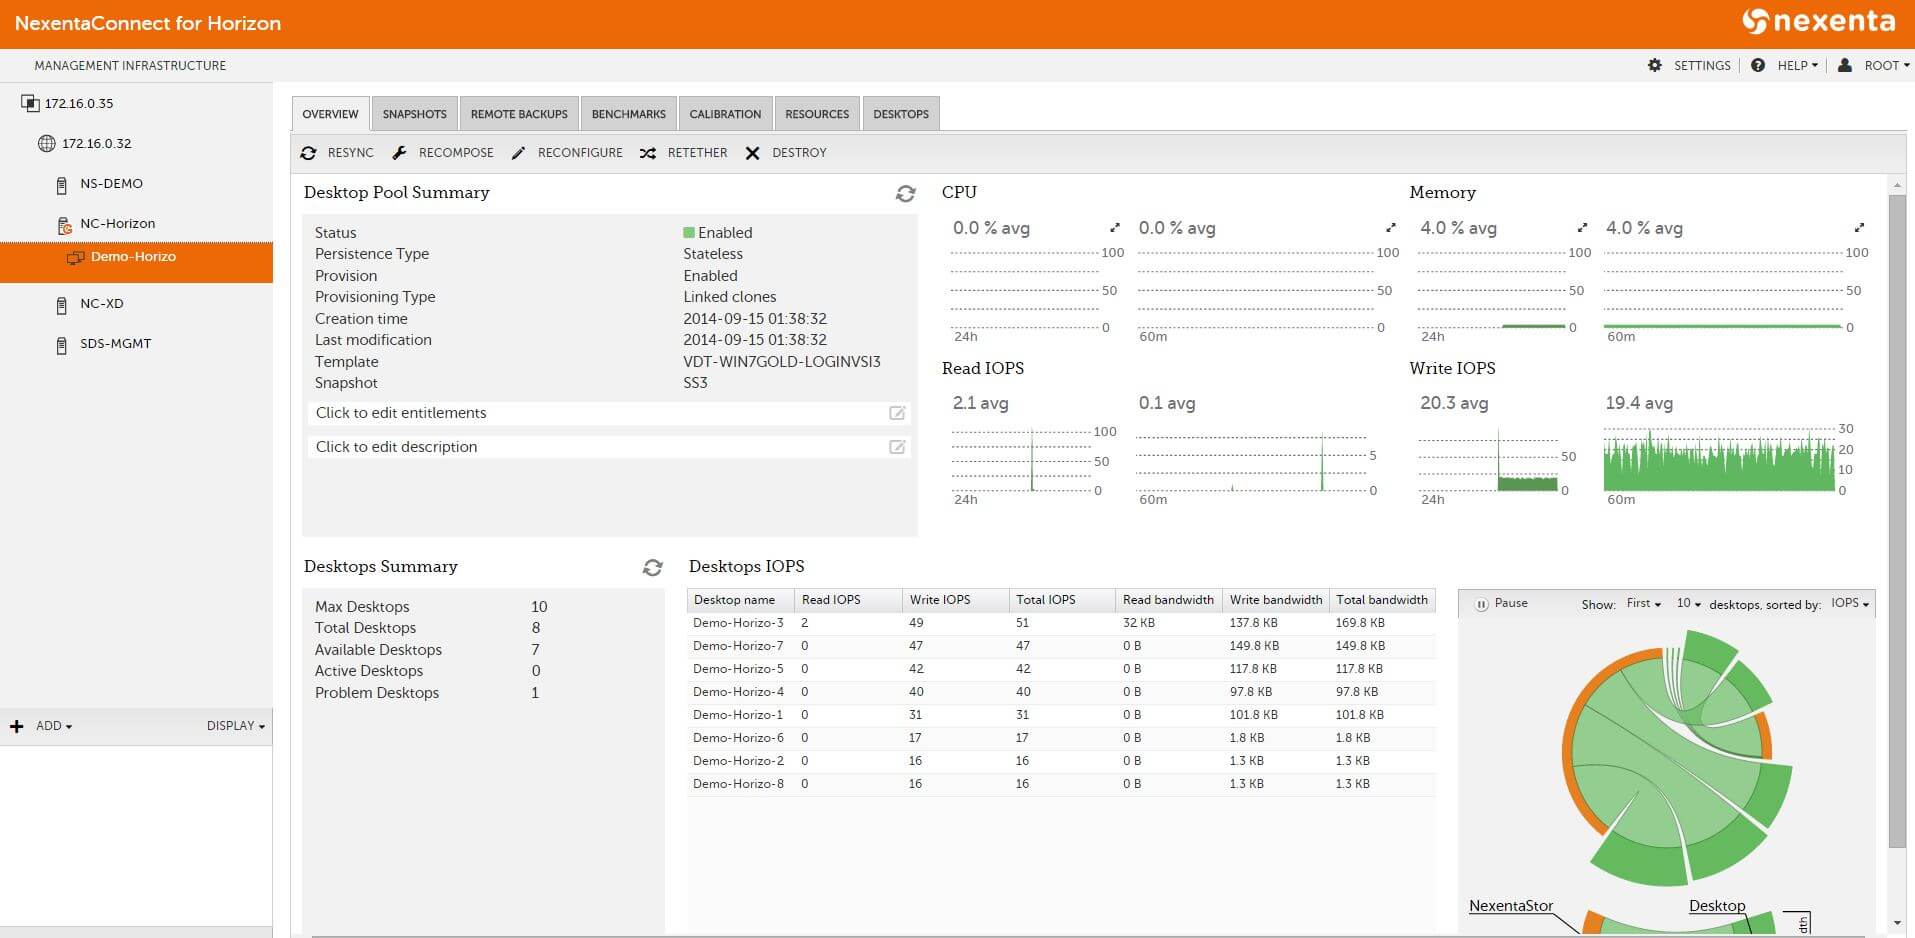 NexentaConnect for Horizon
nexenta
MANAGEMENT INFRASTRUCTURE
SETTINGS
HELP
ROOT
172.16.0.35
172.16.0.32
NS-DEMO
NC-Horizon
Demo-Horizo
NC-XD
SDS-MGMT
ADD
DISPLAY
OVERVIEW
SNAPSHOTS
REMOTE BACKUPS
BENCHMARKS
CALIBRATION
RESOURCES
DESKTOPS
RESYNC
RECOMPOSE
RECONFIGURE
RETETHER
DESTROY
Desktop Pool Summary
Status Enabled
Persistence Type Stateless
Provision Enabled
Provisioning Type Linked clones
Creation time 2014-09-15 01:38:32
Last modification 2014-09-15 01:38:32
Template VDT-WIN7GOLD-LOGINVSI3
Snapshot SS3
Click to edit entitlements
Click to edit description
CPU
0.0 % avg
100
50
0
24h
0.0 % avg
100
50
0
60m
Memory
4.0 % avg
100
50
0
24h
4.0 % avg
100
50
0
60m
Read IOPS
2.1 avg
100
50
0
24h
0.1 avg
5
0
60m
Write IOPS
20.3 avg
50
0
24h
19.4 avg
30
20
10
0
60m
Desktops Summary
Max Desktops 10
Total Desktops 8
Available Desktops 7
Active Desktops 0
Problem Desktops 1
Desktops IOPS
Desktop name Read IOPS Write IOPS Total IOPS Read bandwidth Write bandwidth Total bandwidth
Demo-Horizo-3 2 49 51 32 KB 137.8 KB 169.8 KB
Demo-Horizo-7 0 47 47 0 B 149.8 KB 149.8 KB
Demo-Horizo-5 0 42 42 0 B 117.8 KB 117.8 KB
Demo-Horizo-4 0 40 40 0 B 97.8 KB 97.8 KB
Demo-Horizo-1 0 31 31 0 B 101.8 KB 101.8 KB
Demo-Horizo-6 0 17 17 0 B 1.8 KB 1.8 KB
Demo-Horizo-2 0 16 16 0 B 1.3 KB 1.3 KB
Demo-Horizo-8 0 16 16 0 B 1.3 KB 1.3 KB
Pause
Show: First 10 desktops, sorted by: IOPS
NexentaStor
Desktop